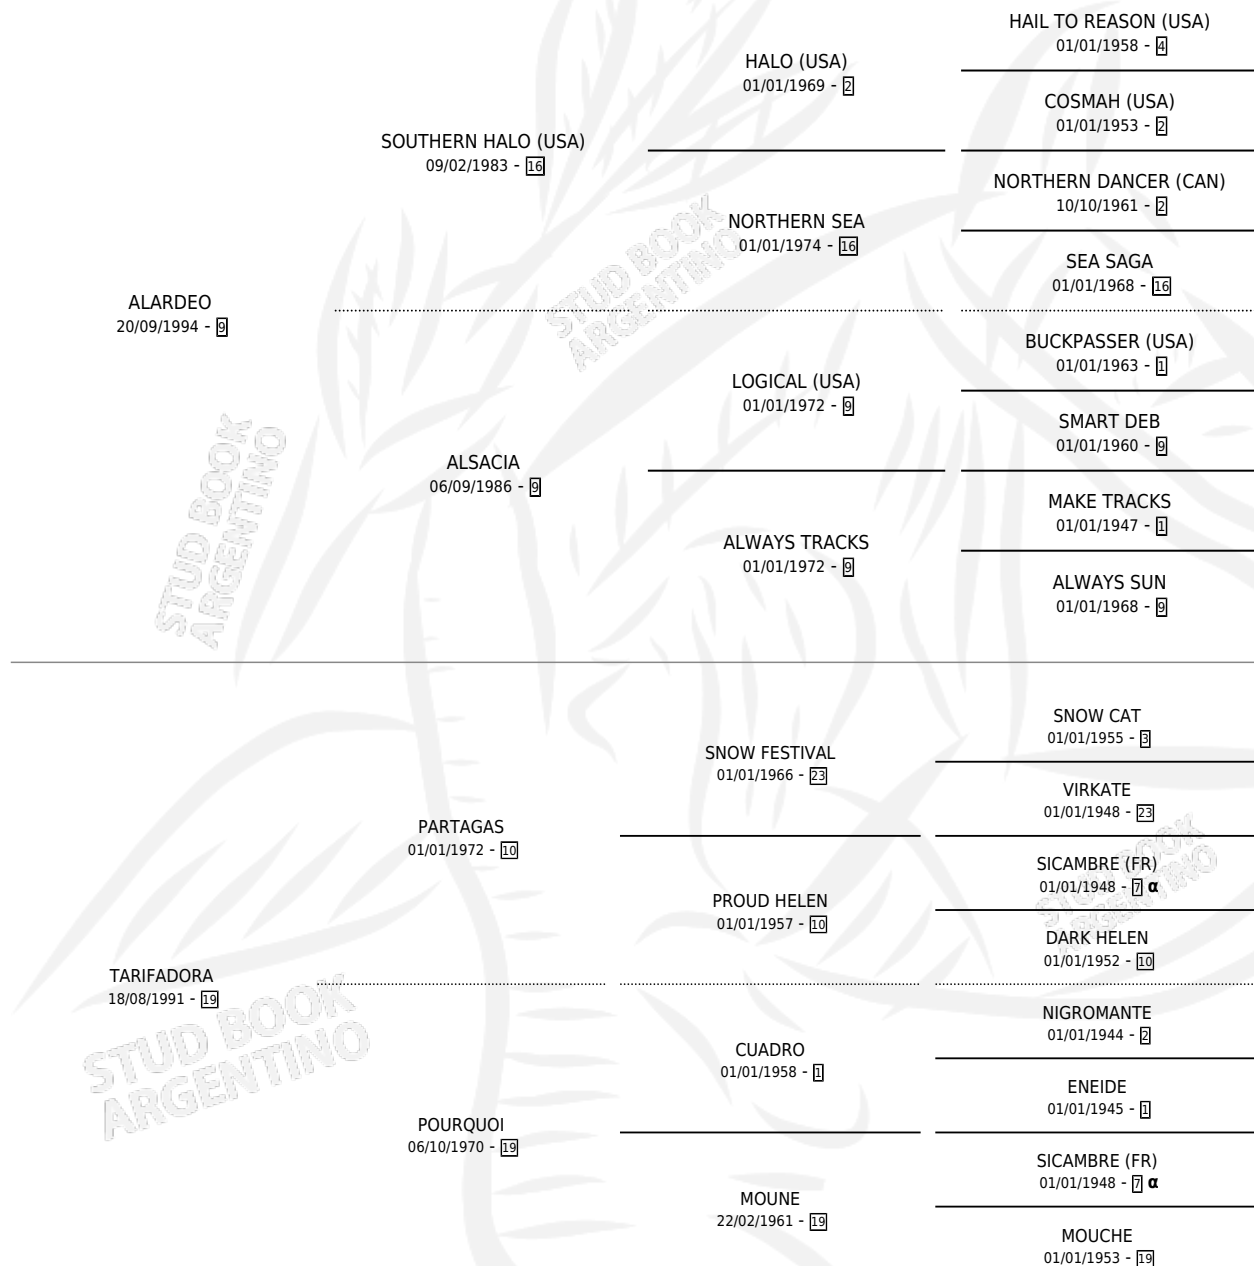 HAIL TO REASON (USA)
01/01/1958 - 4
HALO (USA)
01/01/1969 - 2
COSMAH (USA)
01/01/1953 - 2
SOUTHERN HALO (USA)
09/02/1983 - 16
NORTHERN DANCER (CAN)
10/10/1961 - 2
NORTHERN SEA
01/01/1974 - 16
SEA SAGA
01/01/1968 - 16
STUD BOOK
ARGENTINO
ALARDEO
20/09/1994 - 9
BUCKPASSER (USA)
01/01/1963 - 1
LOGICAL (USA)
01/01/1972 - 9
SMART DEB
01/01/1960 - 9
ALSACIA
06/09/1986 - 9
MAKE TRACKS
01/01/1947 - 1
ALWAYS TRACKS
01/01/1972 - 9
ALWAYS SUN
01/01/1968 - 9
STUD BOOK
ARGENTINO
SNOW CAT
01/01/1955 - 3
SNOW FESTIVAL
01/01/1966 - 23
VIRKATE
01/01/1948 - 23
PARTAGAS
01/01/1972 - 10
SICAMBRE (FR)
01/01/1948 - 7 α
PROUD HELEN
01/01/1957 - 10
DARK HELEN
01/01/1952 - 10
STUD BOOK
ARGENTINO
TARIFADORA
18/08/1991 - 19
NIGROMANTE
01/01/1944 - 2
CUADRO
01/01/1958 - 1
ENEIDE
01/01/1945 - 1
STUD BOOK
ARGENTINO
POURQUOI
06/10/1970 - 19
SICAMBRE (FR)
01/01/1948 - 7 α
MOUNE
22/02/1961 - 19
MOUCHE
01/01/1953 - 19